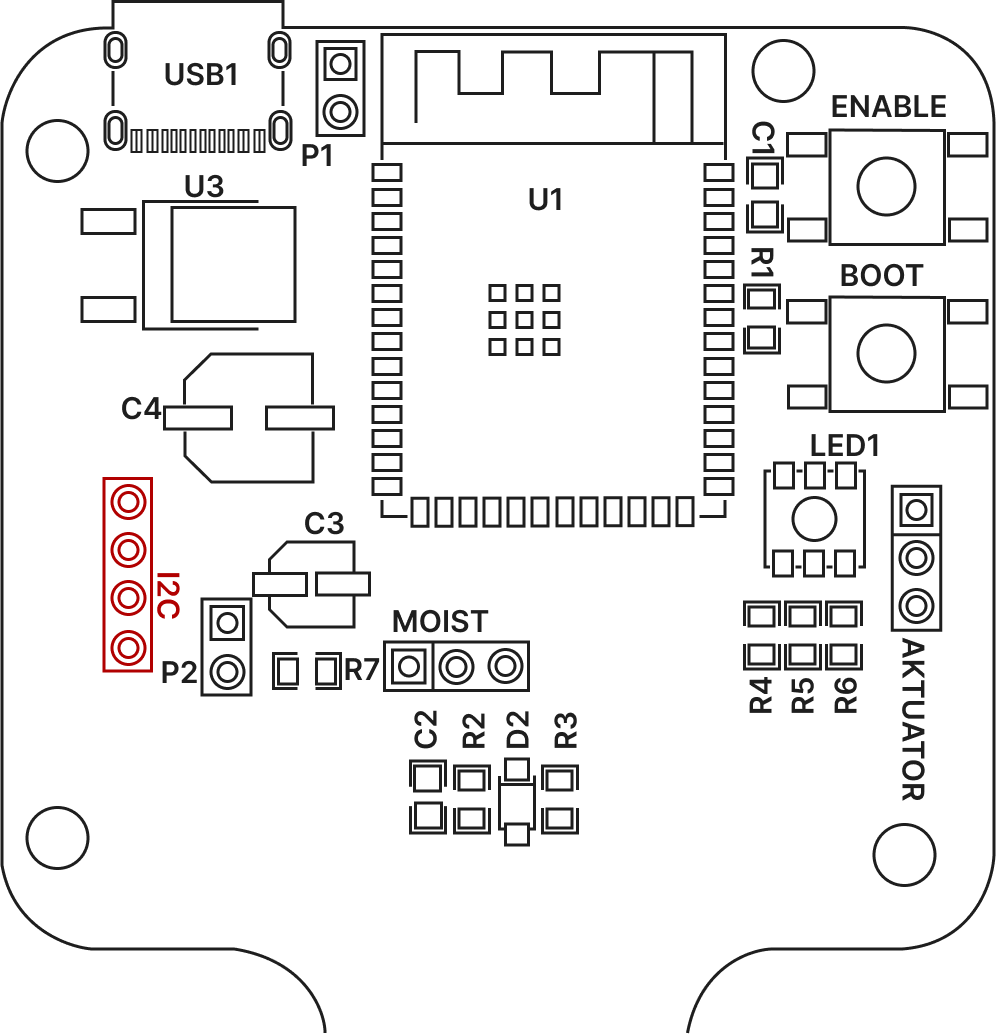 USB1
P1
ENABLE
C1
U3
U1
R1
BOOT
C4
LED1
C3
I2C
MOIST
P2
R7
R4
R5
R6
AKTUATOR
C2
R2
D2
R3